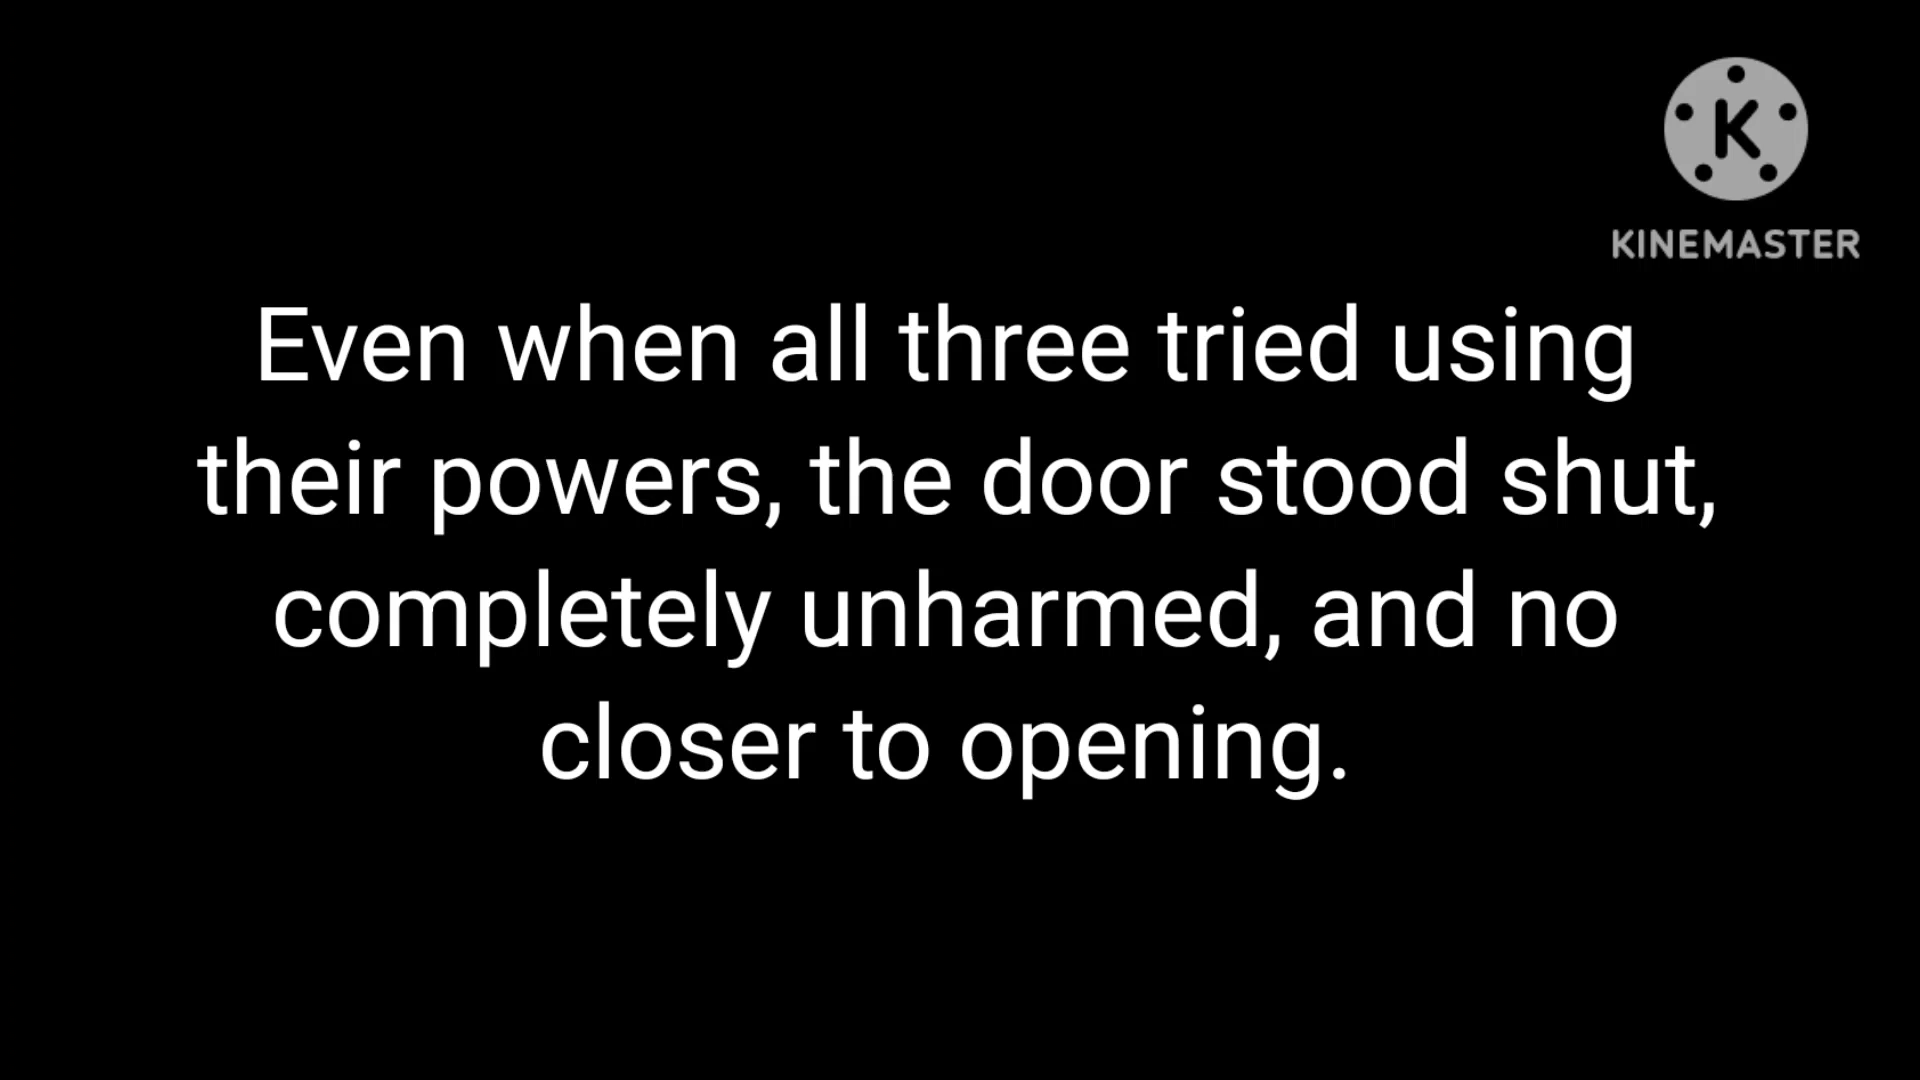 K
KINEMASTER
Even when all three tried using
their powers, the door stood shut,
completely unharmed, and no
closer to opening.